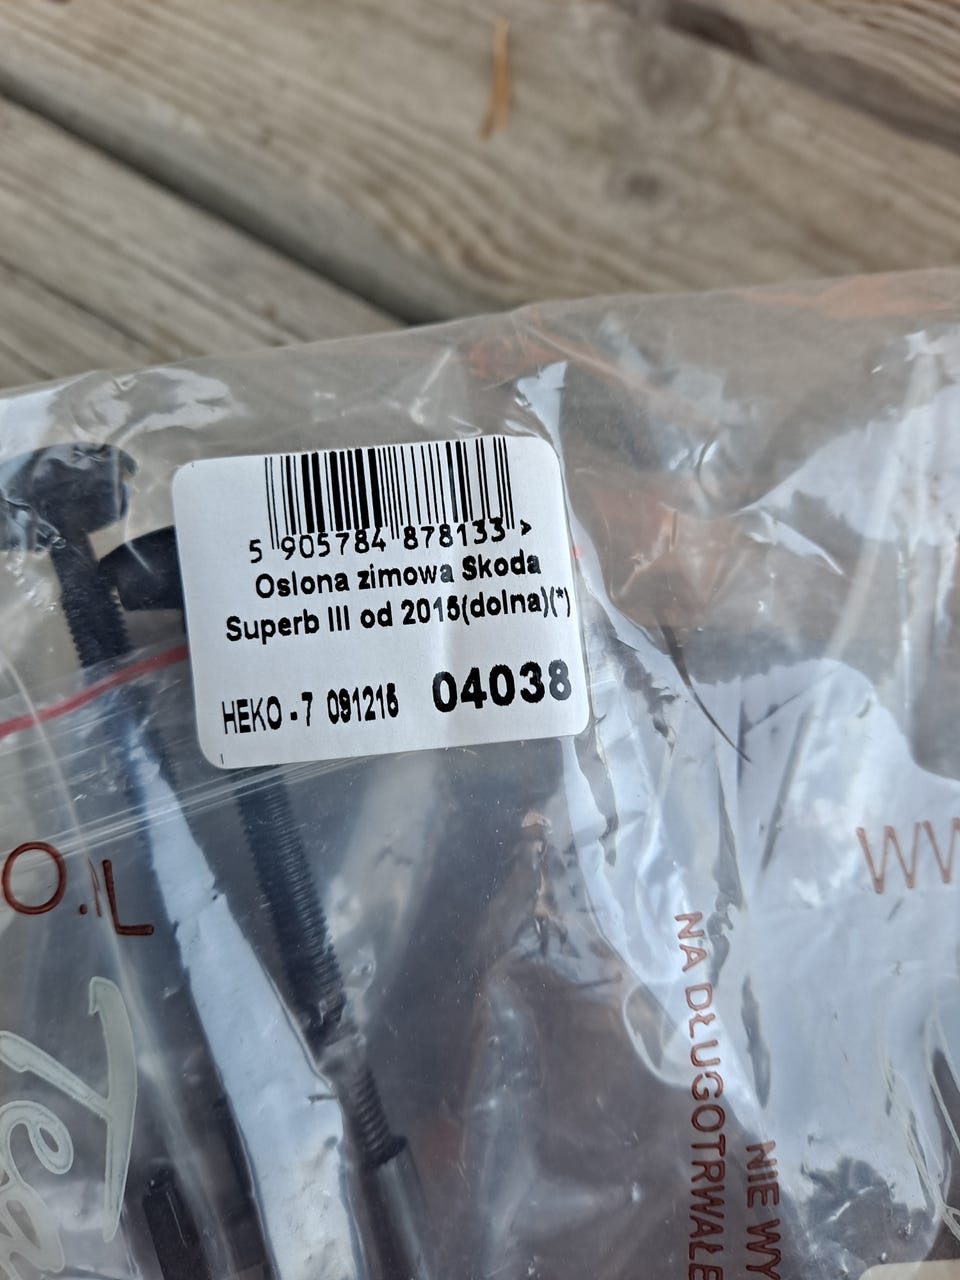 5 905784 878133 >
Oslona zimowa Skoda
Superb III od 2015(dolna)(*)
HEKO - 7 091215 04038
O.PL
WW
NA DŁUGOTRWAŁE
NIE WY
Tea